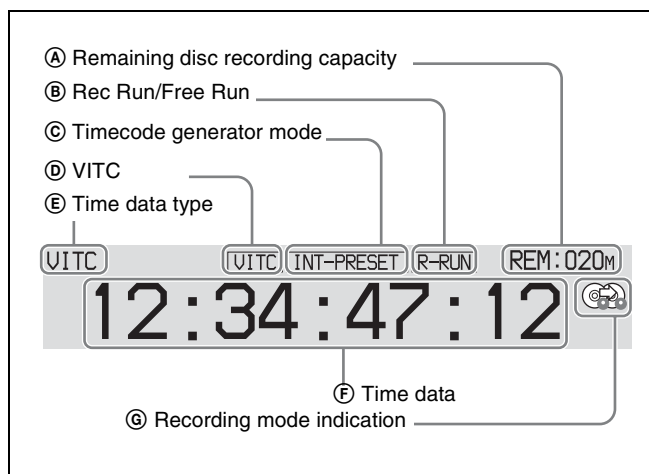 Ⓐ Remaining disc recording capacity
Ⓑ Rec Run/Free Run
Ⓒ Timecode generator mode
Ⓓ VITC
Ⓔ Time data type
VITC VITC INT-PRESET R-RUN REM:020M
12:34:47:12
Ⓕ Time data
Ⓖ Recording mode indication